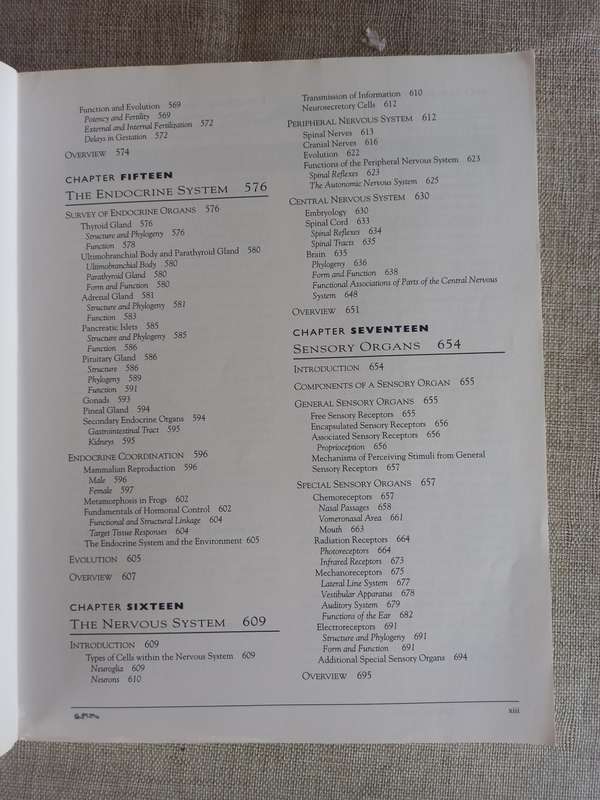 Function and Evolution 569
Potency and Fertility 569
External and Internal Fertilization 572
Delays in Gestation 572
OVERVIEW 574
CHAPTER FIFTEEN
THE ENDOCRINE SYSTEM 576
SURVEY OF ENDOCRINE ORGANS 576
Thyroid Gland 576
Structure and Phylogeny 576
Function 578
Ultimobranchial Body and Parathyroid Gland 580
Ultimobranchial Body 580
Parathyroid Gland 580
Form and Function 580
Adrenal Gland 581
Structure and Phylogeny 581
Function 583
Pancreatic Islets 585
Structure and Phylogeny 585
Function 586
Pituitary Gland 586
Structure 586
Phylogeny 589
Function 591
Gonads 593
Pineal Gland 594
Secondary Endocrine Organs 594
Gastrointestinal Tract 595
Kidneys 595
ENDOCRINE COORDINATION 596
Mammalian Reproduction 596
Male 596
Female 597
Metamorphosis in Frogs 602
Fundamentals of Hormonal Control 602
Functional and Structural Linkage 604
Target Tissue Responses 604
The Endocrine System and the Environment 605
EVOLUTION 605
OVERVIEW 607
CHAPTER SIXTEEN
THE NERVOUS SYSTEM 609
INTRODUCTION 609
Types of Cells within the Nervous System 609
Neuroglia 609
Neurons 610
Transmission of Information 610
Neurosecretory Cells 612
PERIPHERAL NERVOUS SYSTEM 612
Spinal Nerves 613
Cranial Nerves 616
Evolution 622
Functions of the Peripheral Nervous System 623
Spinal Reflexes 623
The Autonomic Nervous System 625
CENTRAL NERVOUS SYSTEM 630
Embryology 630
Spinal Cord 633
Spinal Reflexes 634
Spinal Tracts 635
Brain 635
Phylogeny 636
Form and Function 638
Functional Associations of Parts of the Central Nervous
System 648
OVERVIEW 651
CHAPTER SEVENTEEN
SENSORY ORGANS 654
INTRODUCTION 654
COMPONENTS OF A SENSORY ORGAN 655
GENERAL SENSORY ORGANS 655
Free Sensory Receptors 655
Encapsulated Sensory Receptors 656
Associated Sensory Receptors 656
Proprioception 656
Mechanisms of Perceiving Stimuli from General
Sensory Receptors 657
SPECIAL SENSORY ORGANS 657
Chemoreceptors 657
Nasal Passages 658
Vomeronasal Area 661
Mouth 663
Radiation Receptors 664
Photoreceptors 664
Infrared Receptors 673
Mechanoreceptors 675
Lateral Line System 677
Vestibular Apparatus 678
Auditory System 679
Functions of the Ear 682
Electroreceptors 691
Structure and Phylogeny 691
Form and Function 691
Additional Special Sensory Organs 694
OVERVIEW 695
xiii